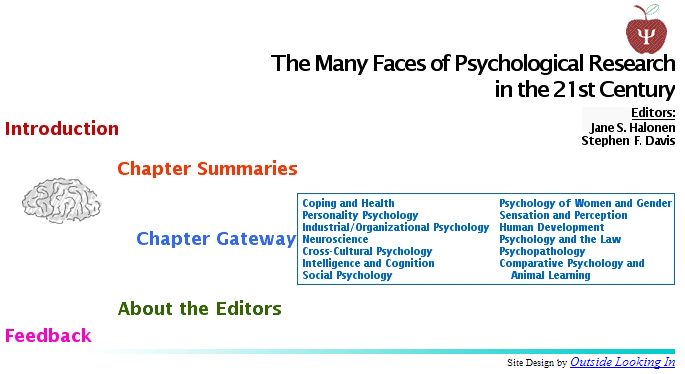 Ψ
The Many Faces of Psychological Research
in the 21st Century
Editors:
Jane S. Halonen
Stephen F. Davis
Introduction
Chapter Summaries
Chapter Gateway
Coping and Health
Personality Psychology
Industrial/Organizational Psychology
Neuroscience
Cross-Cultural Psychology
Intelligence and Cognition
Social Psychology
Psychology of Women and Gender
Sensation and Perception
Human Development
Psychology and the Law
Psychopathology
Comparative Psychology and
Animal Learning
About the Editors
Feedback
Site Design by Outside Looking In